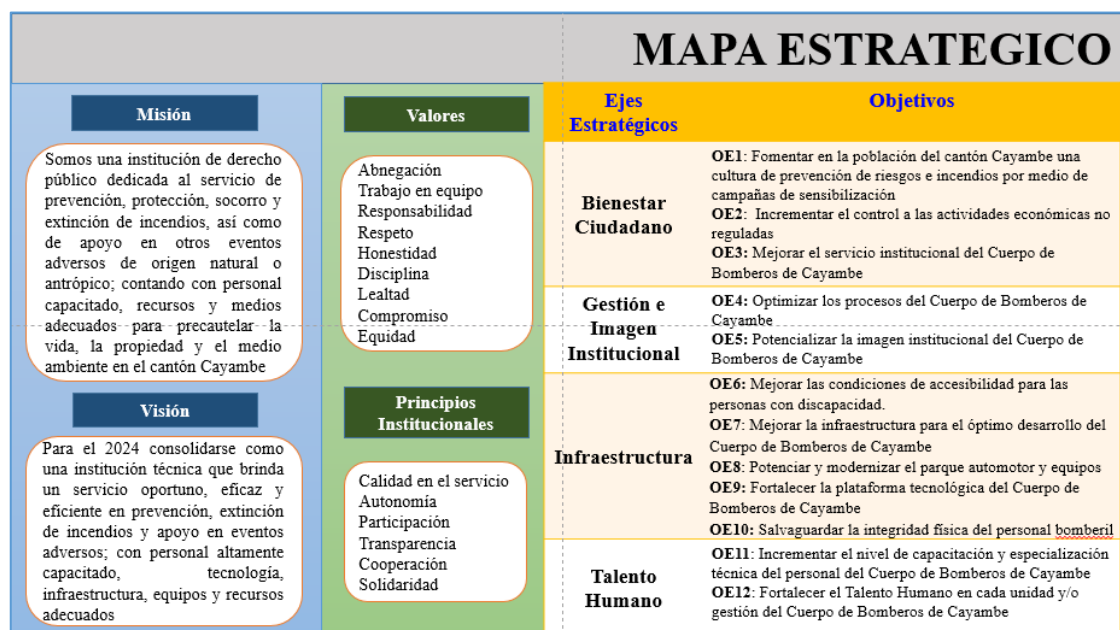 MAPA ESTRATEGICO
Misión
Somos una institución de derecho
público dedicada al servicio de
prevención, protección, socorro y
extinción de incendios, así como
de apoyo en otros eventos
adversos de origen natural o
antrópico; contando con personal
capacitado, recursos y medios
adecuados para precautelar la
vida, la propiedad y el medio
ambiente en el cantón Cayambe
Visión
Para el 2024 consolidarse como
una institución técnica que brinda
un servicio oportuno, eficaz y
eficiente en prevención, extinción
de incendios y apoyo en eventos
adversos; con personal altamente
capacitado, tecnología,
infraestructura, equipos y recursos
adecuados
Valores
Abnegación
Trabajo en equipo
Responsabilidad
Respeto
Honestidad
Disciplina
Lealtad
Compromiso
Equidad
Principios
Institucionales
Calidad en el servicio
Autonomía
Participación
Transparencia
Cooperación
Solidaridad
Ejes
Estratégicos
Objetivos
Bienestar
Ciudadano
OE1: Fomentar en la población del cantón Cayambe una
cultura de prevención de riesgos e incendios por medio de
campañas de sensibilización
OE2: Incrementar el control a las actividades económicas no
reguladas
OE3: Mejorar el servicio institucional del Cuerpo de
Bomberos de Cayambe
Gestión e
Imagen
Institucional
OE4: Optimizar los procesos del Cuerpo de Bomberos de
Cayambe
OE5: Potencializar la imagen institucional del Cuerpo de
Bomberos de Cayambe
Infraestructura
OE6: Mejorar las condiciones de accesibilidad para las
personas con discapacidad.
OE7: Mejorar la infraestructura para el óptimo desarrollo del
Cuerpo de Bomberos de Cayambe
OE8: Potenciar y modernizar el parque automotor y equipos
OE9: Fortalecer la plataforma tecnológica del Cuerpo de
Bomberos de Cayambe
OE10: Salvaguardar la integridad física del personal bomberil
Talento
Humano
OE11: Incrementar el nivel de capacitación y especialización
técnica del personal del Cuerpo de Bomberos de Cayambe
OE12: Fortalecer el Talento Humano en cada unidad y/o
gestión del Cuerpo de Bomberos de Cayambe